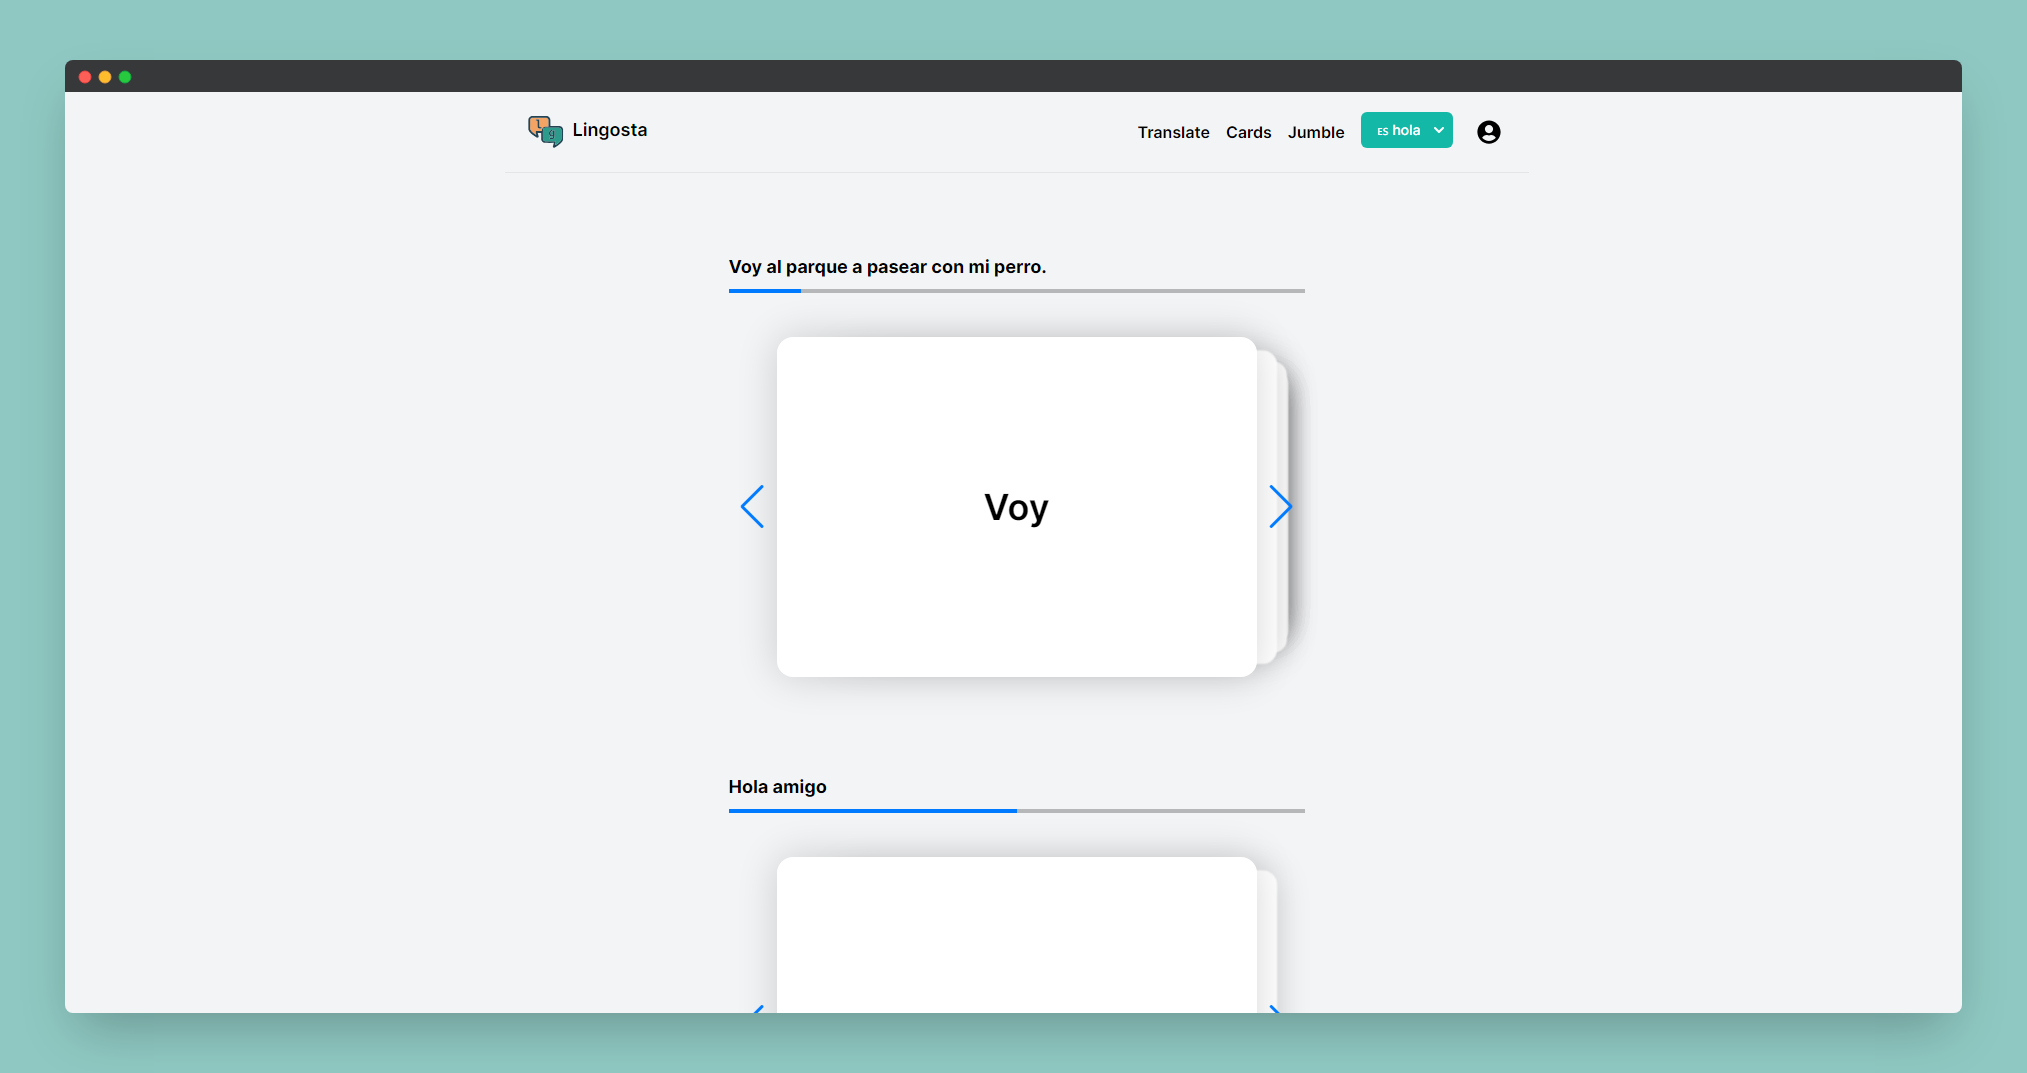 l
g
Lingosta
Translate Cards Jumble ES hola
Voy al parque a pasear con mi perro.
Voy
Hola amigo